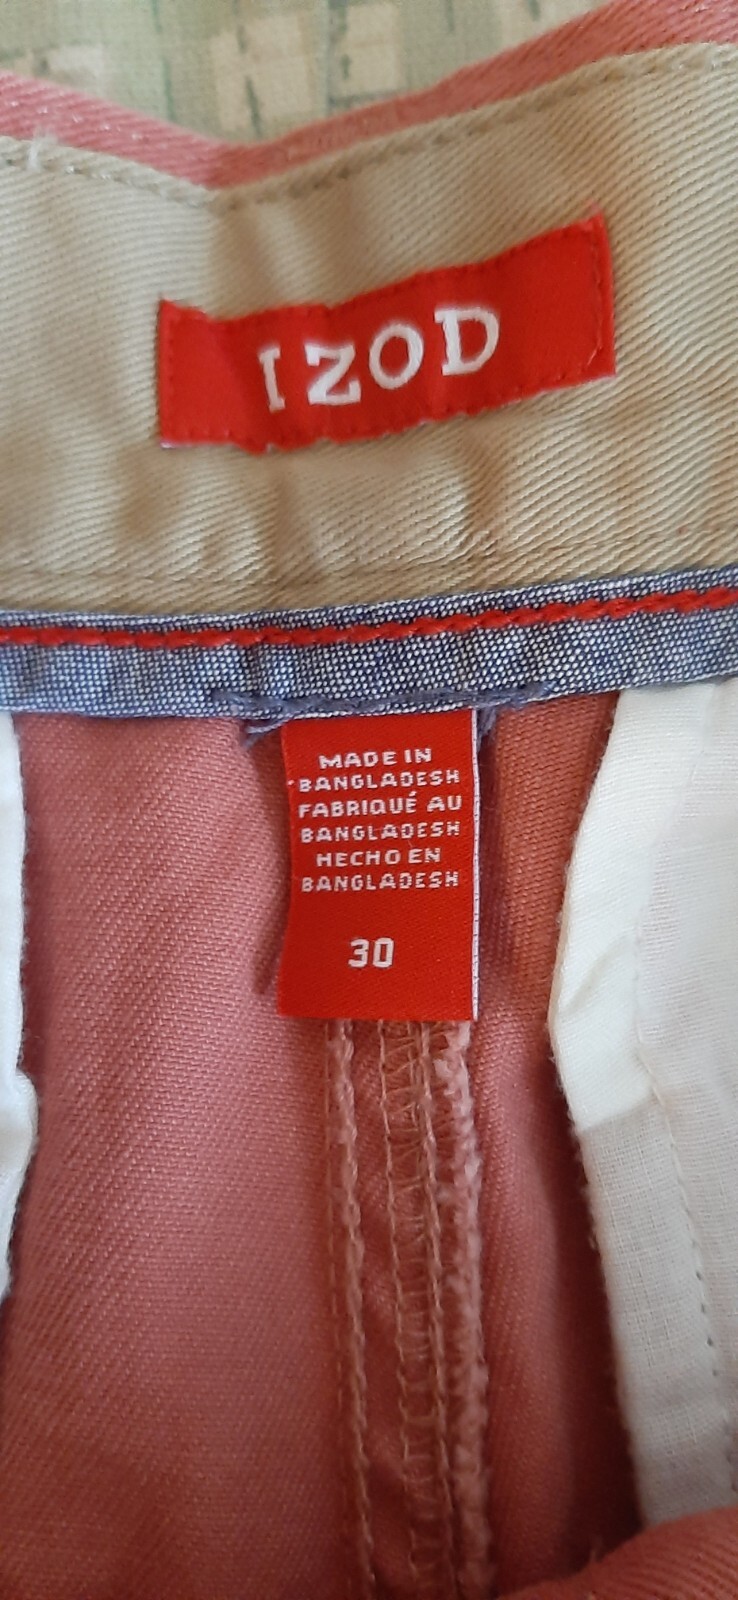 IZOD
MADE IN
BANGLADESH
FABRIQUÉ AU
BANGLADESH
HECHO EN
BANGLADESH
30